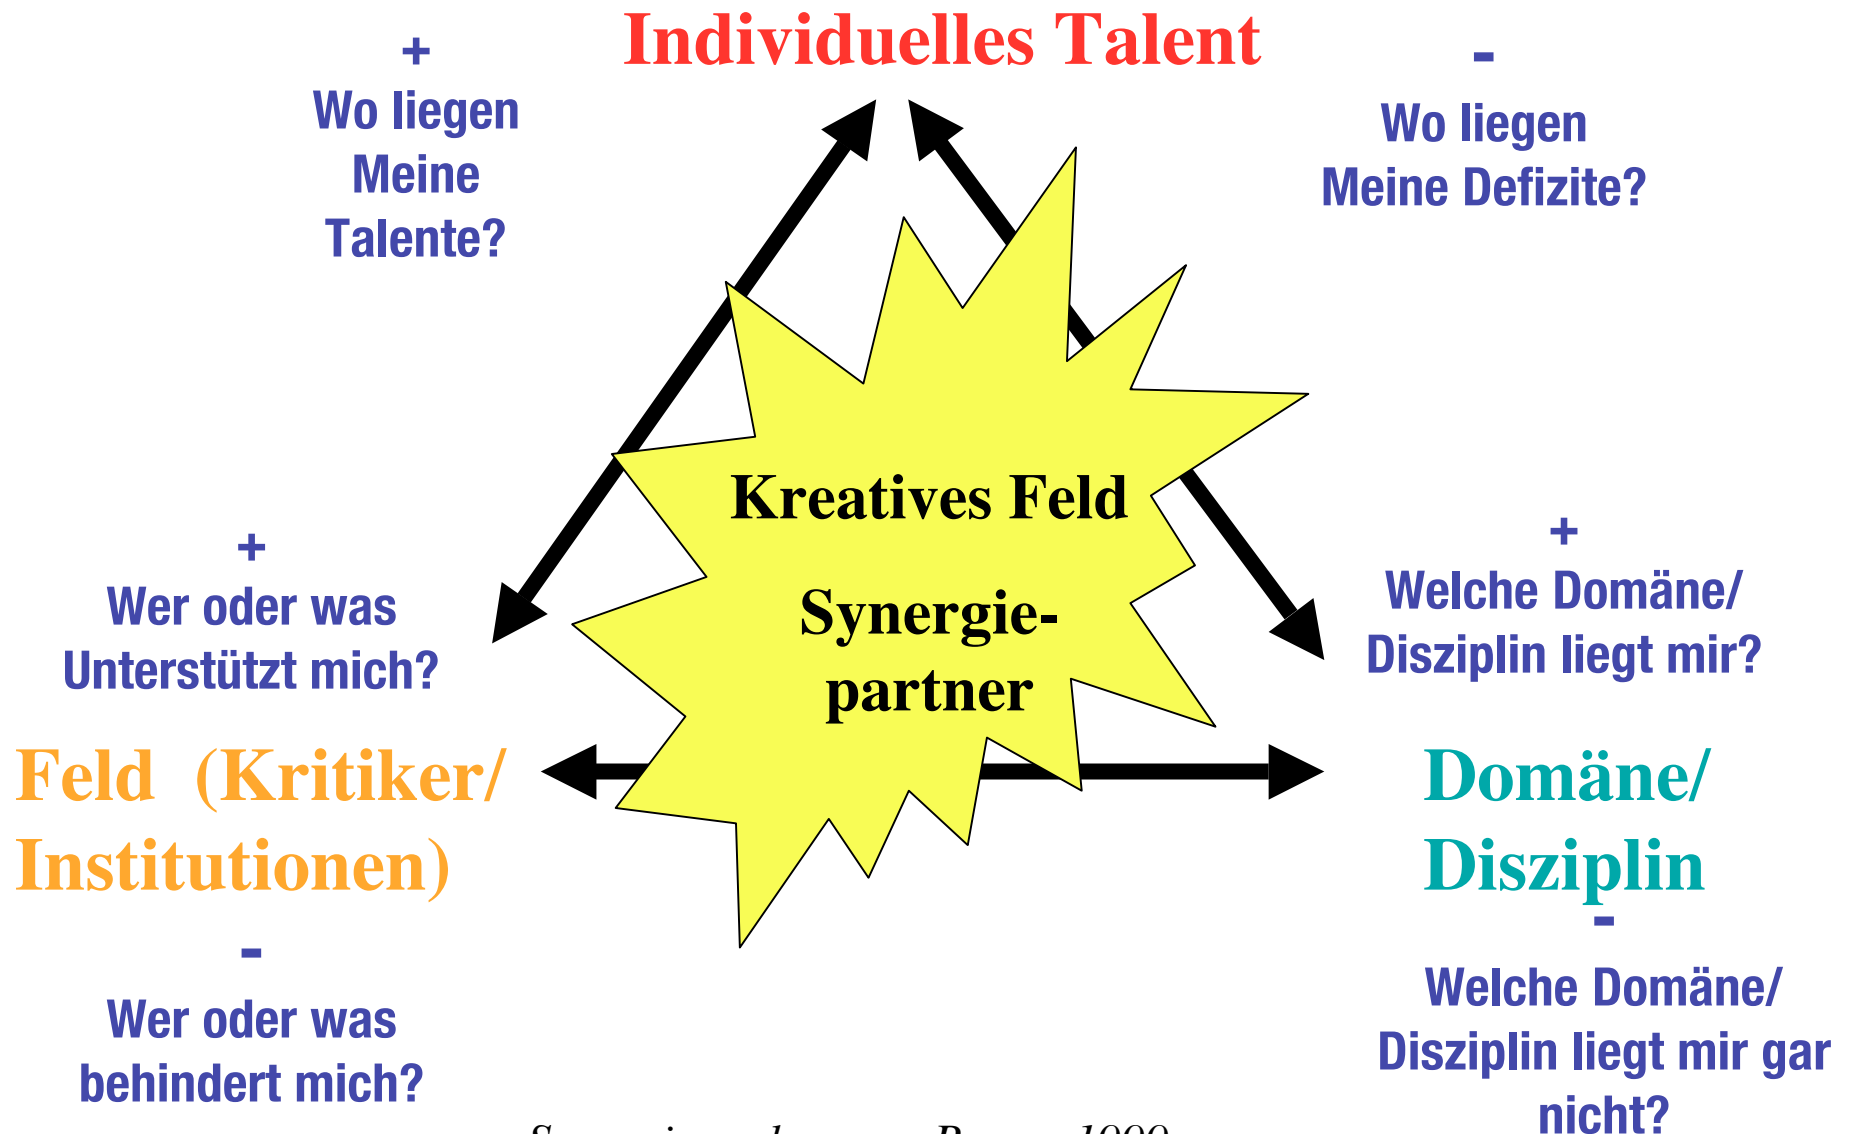 Individuelles Talent
+
Wo liegen
Meine
Talente?
-
Wo liegen
Meine Defizite?
Kreatives Feld
Synergie-
partner
+
Wer oder was
Unterstützt mich?
Feld (Kritiker/
Institutionen)
-
Wer oder was
behindert mich?
+
Welche Domäne/
Disziplin liegt mir?
Domäne/
Disziplin
-
Welche Domäne/
Disziplin liegt mir gar
nicht?
1999